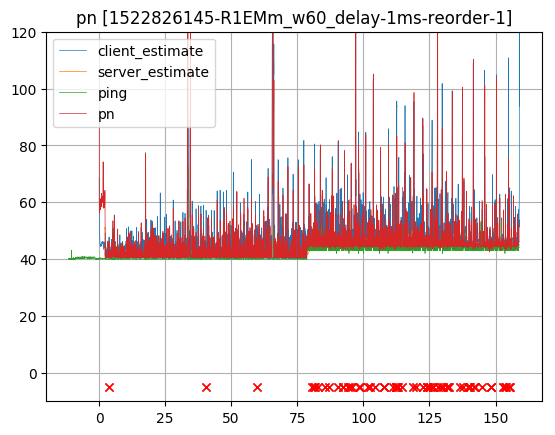 pn [1522826145-R1EMm_w60_delay-1ms-reorder-1]
120
100
80
60
40
20
0
client_estimate
server_estimate
ping
pn
0 25 50 75 100 125 150